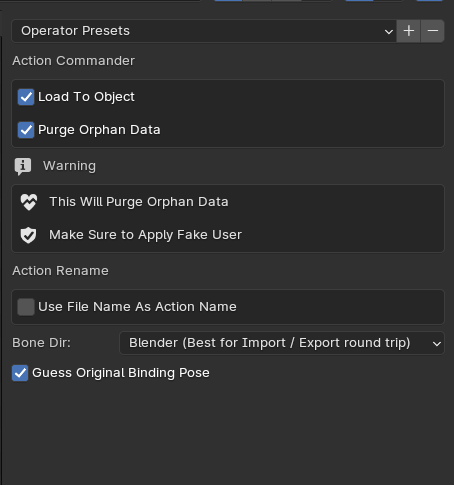 Operator Presets
Action Commander
Load To Object
Purge Orphan Data
Warning
This Will Purge Orphan Data
Make Sure to Apply Fake User
Action Rename
Use File Name As Action Name
Bone Dir: Blender (Best for Import / Export round trip)
Guess Original Binding Pose